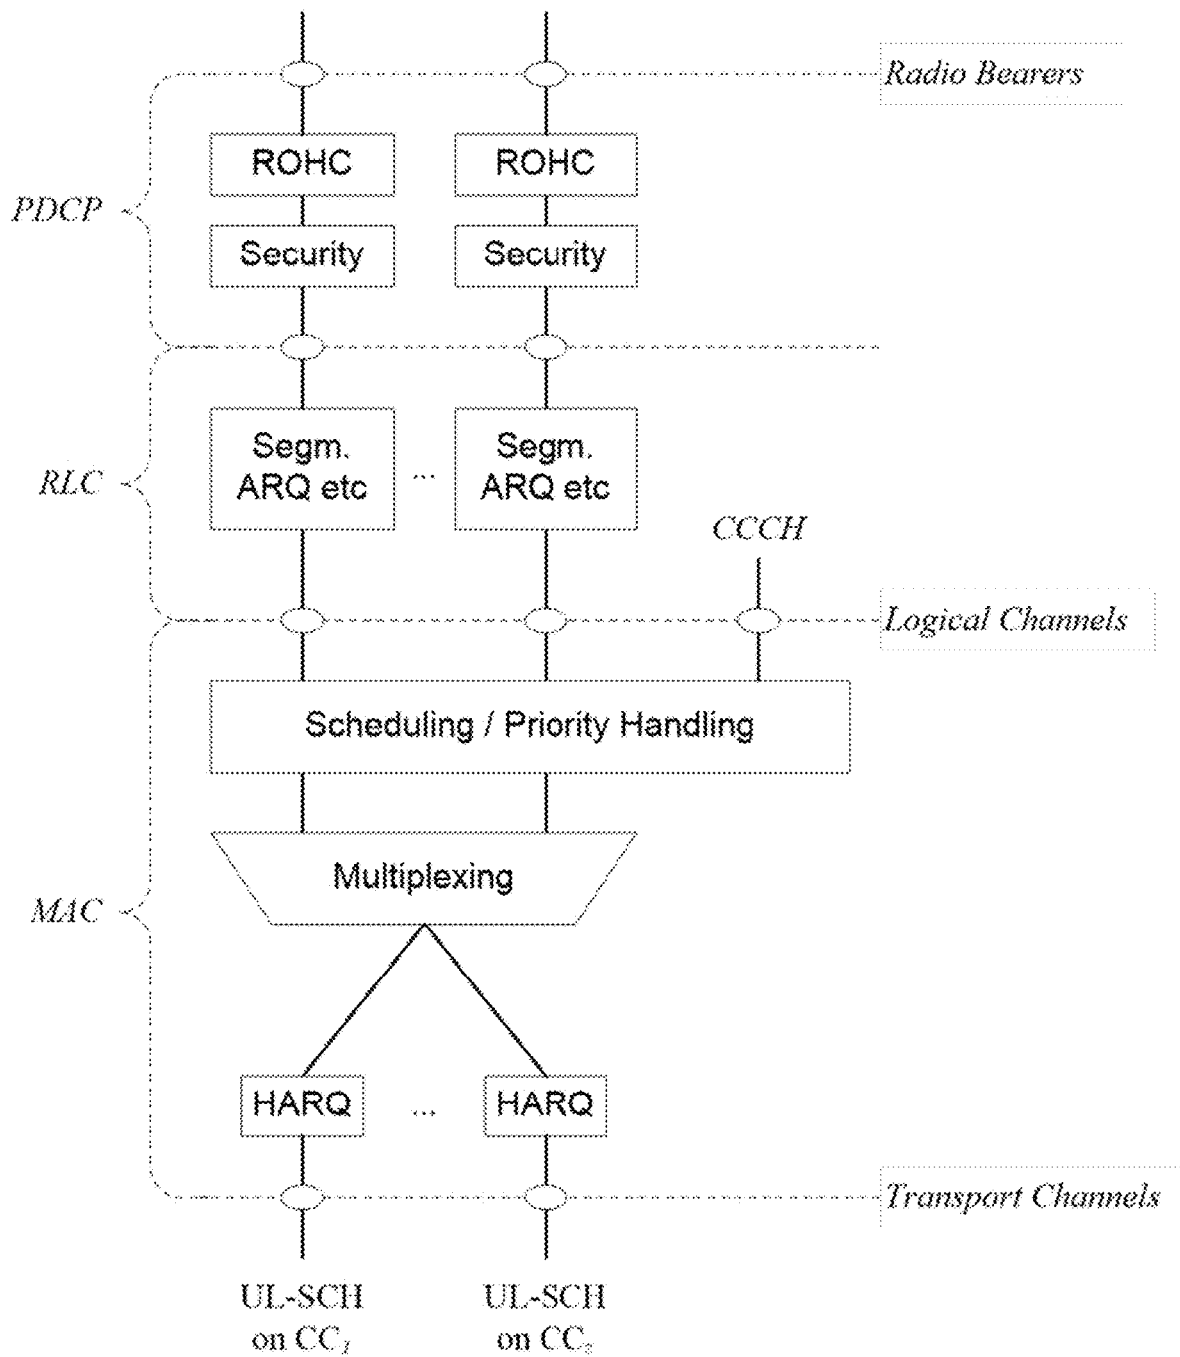 Radio Bearers
ROHC
ROHC
PDCP
Security
Security
Segm.
ARQ etc
...
Segm.
ARQ etc
RLC
CCCH
Logical Channels
Scheduling / Priority Handling
Multiplexing
MAC
HARQ
...
HARQ
Transport Channels
UL-SCH
on CC₁
UL-SCH
on CC₂